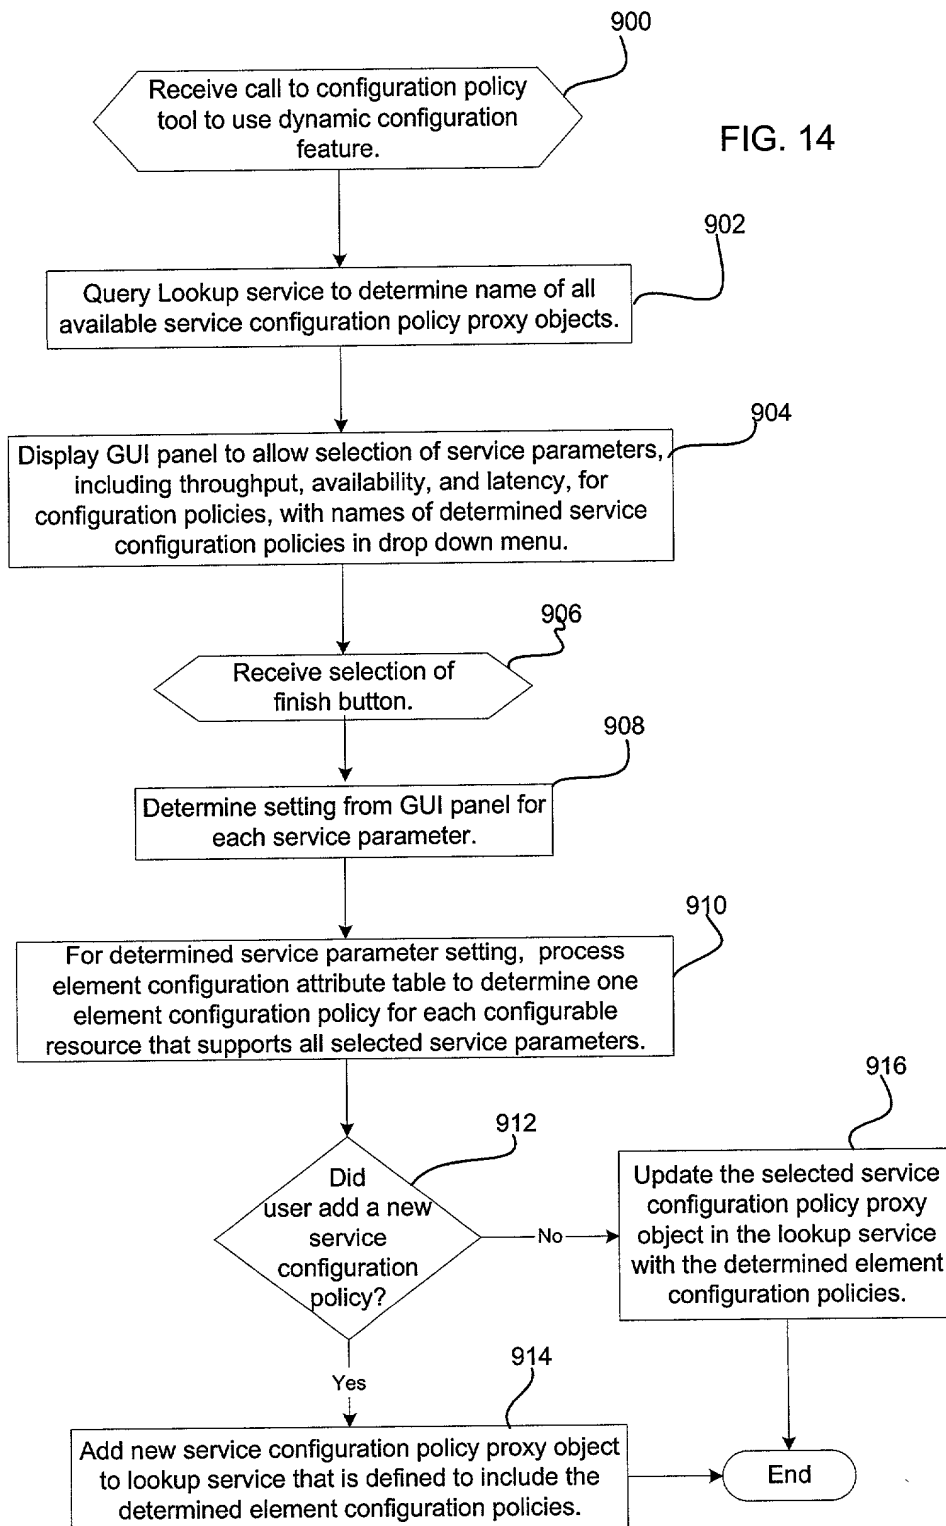 900
Receive call to configuration policy
tool to use dynamic configuration
feature.
FIG. 14
902
Query Lookup service to determine name of all
available service configuration policy proxy objects.
904
Display GUI panel to allow selection of service parameters,
including throughput, availability, and latency, for
configuration policies, with names of determined service
configuration policies in drop down menu.
906
Receive selection of
finish button.
908
Determine setting from GUI panel for
each service parameter.
910
For determined service parameter setting, process
element configuration attribute table to determine one
element configuration policy for each configurable
resource that supports all selected service parameters.
912
Did
user add a new
service
configuration
policy?
No
916
Update the selected service
configuration policy proxy
object in the lookup service
with the determined element
configuration policies.
Yes
914
Add new service configuration policy proxy object
to lookup service that is defined to include the
determined element configuration policies.
End